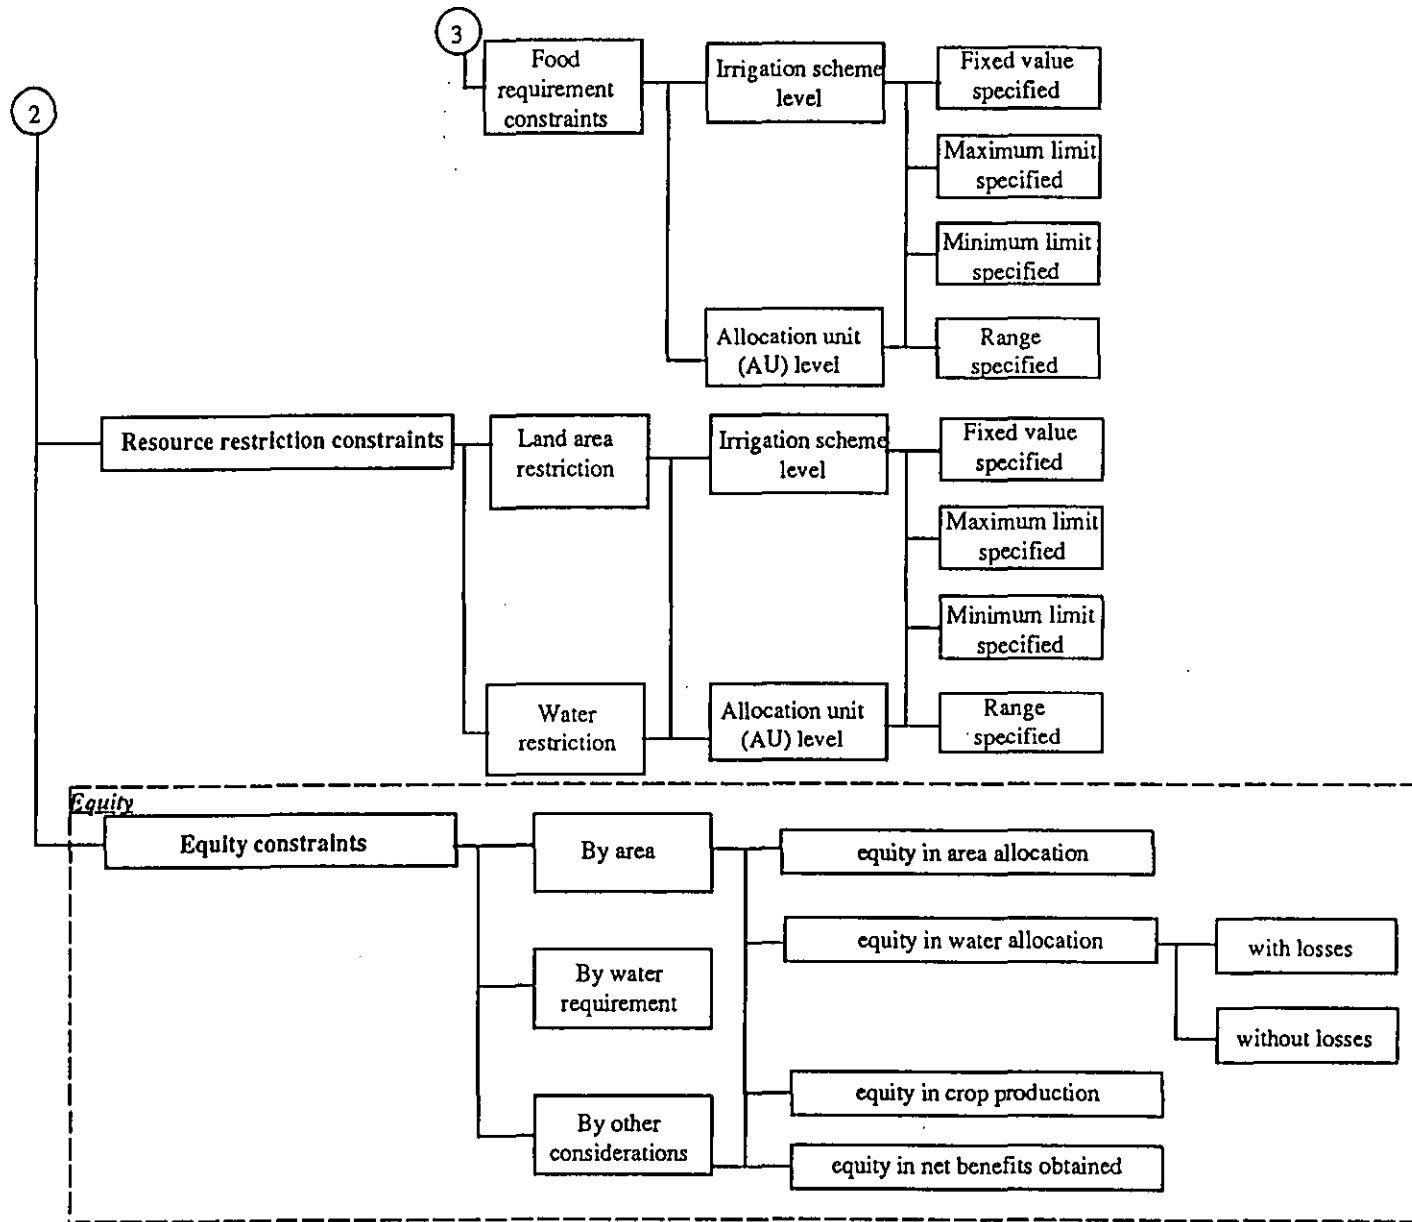 3
Food
requirement
constraints
Irrigation scheme
level
Fixed value
specified
Maximum limit
specified
Minimum limit
specified
Allocation unit
(AU) level
Range
specified
2
Resource restriction constraints
Land area
restriction
Irrigation scheme
level
Fixed value
specified
Maximum limit
specified
Minimum limit
specified
Water
restriction
Allocation unit
(AU) level
Range
specified
Equity
Equity constraints
By area
equity in area allocation
By water
requirement
equity in water allocation
with losses
without losses
By other
considerations
equity in crop production
equity in net benefits obtained